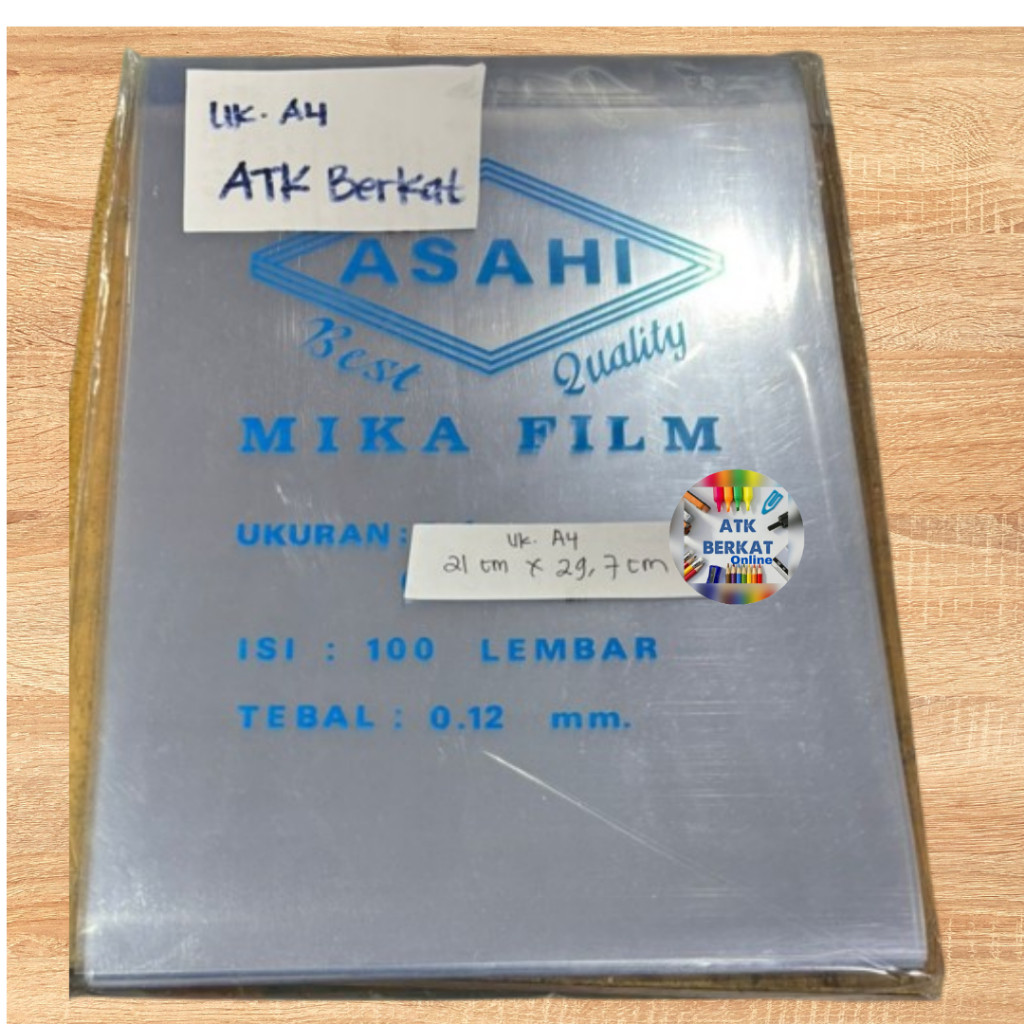 UK. A4
ATK Berkat
ASAHI
Best Quality
MIKA FILM
UKURAN:
Uk. A4
21 cm x 29,7 cm
ATK
BERKAT
Online
ISI : 100 LEMBAR
TEBAL : 0.12 mm.